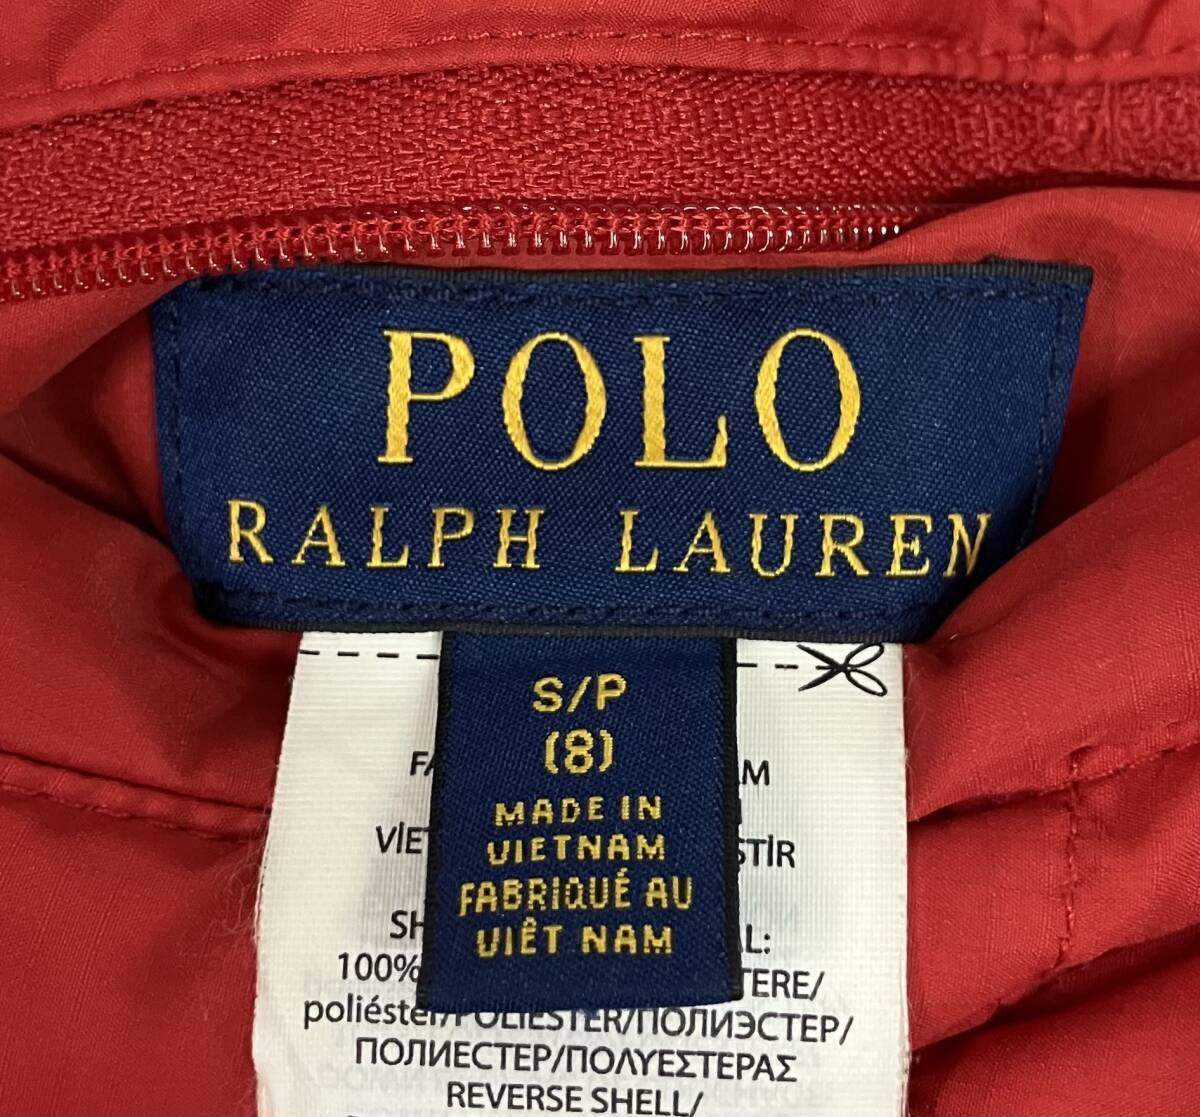 POLO
RALPH LAUREN
S/P
(8)
MADE IN
VIETNAM
FABRIQUÉ AU
VIÊT NAM
100%
TERE/
poliéster/POLIESTER/ПОЛИЭСТЕР/
ПОЛИЕСТЕР/ΠΟΛΥΕΣΤΕΡΑΣ
REVERSE SHELL/